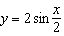 y = 2 sin x/2